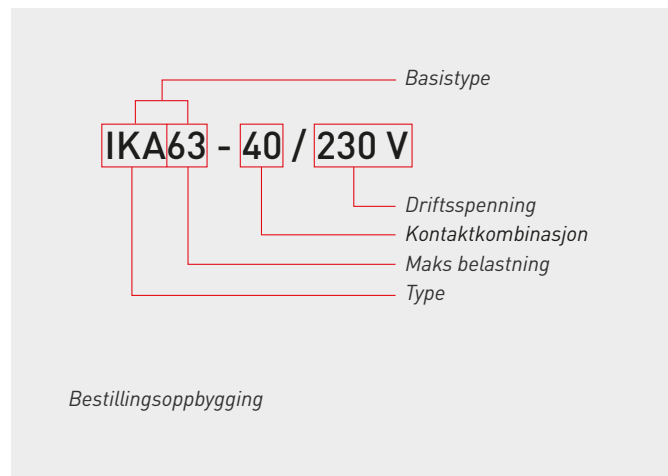 Basistype
IKA63 - 40 / 230 V
Driftsspenning
Kontaktkombinasjon
Maks belastning
Type
Bestillingsoppbygging